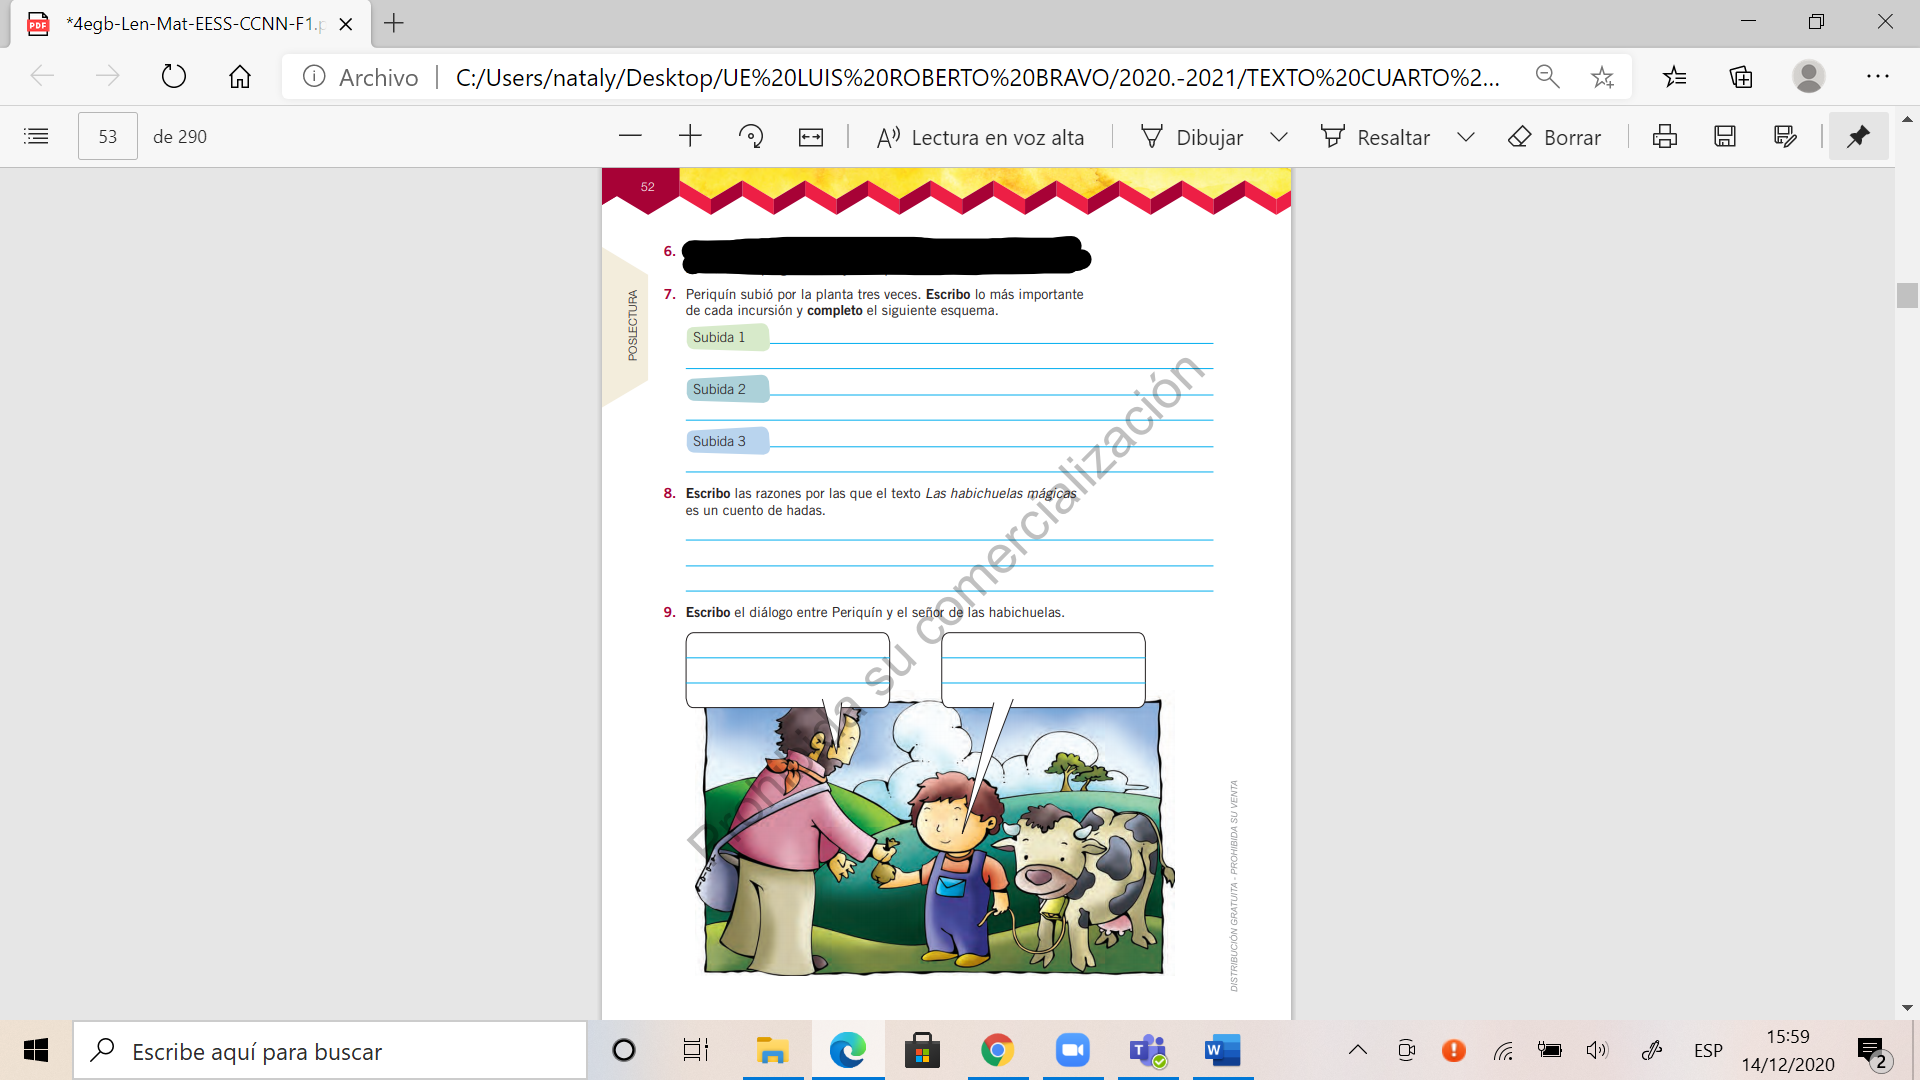 *4egb-Len-Mat-EESS-CCNN-F1.p
Archivo
C:/Users/nataly/Desktop/UE%20LUIS%20ROBERTO%20BRAVO/2020.-2021/TEXTO%20CUARTO%2...
53 de 290
Lectura en voz alta
Dibujar
Resaltar
Borrar
52
POSLECTURA
6.
7. Periquín subió por la planta tres veces. Escribo lo más importante
de cada incursión y completo el siguiente esquema.
Subida 1
Subida 2
Subida 3
8. Escribo las razones por las que el texto Las habichuelas mágicas
es un cuento de hadas.
9. Escribo el diálogo entre Periquín y el señor de las habichuelas.
su comercialización
DISTRIBUCIÓN GRATUITA - PROHIBIDA SU VENTA
Escribe aquí para buscar
ESP
15:59
14/12/2020
2